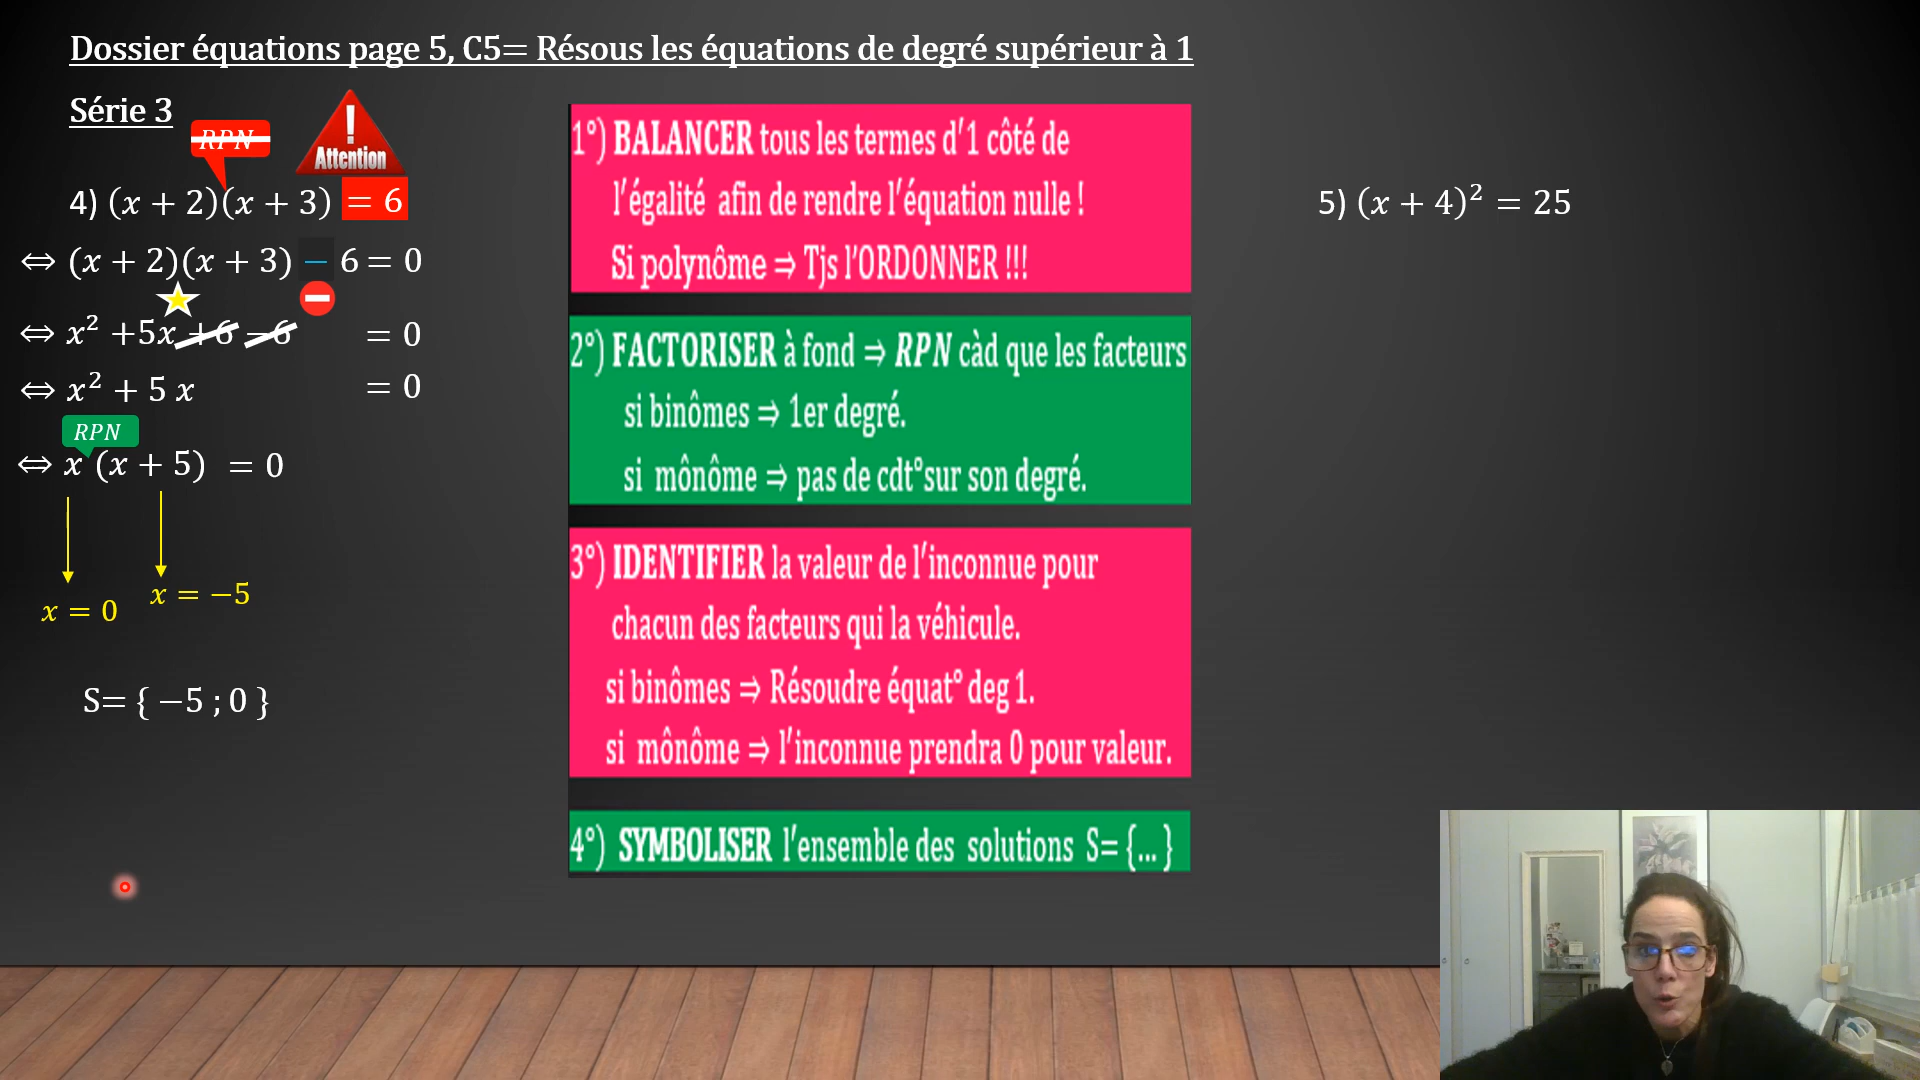 Dossier équations page 5, C5= Résous les équations de degré supérieur à 1
Série 3
RPN
Attention
4) (x + 2)(x + 3) = 6
⇔ (x + 2)(x + 3) − 6 = 0
⇔ x² +5x +6 −6 = 0
⇔ x² + 5 x = 0
RPN
⇔ x (x + 5) = 0
x = 0
x = −5
S= { −5 ; 0 }
1°) BALANCER tous les termes d'1 côté de
l'égalité afin de rendre l'équation nulle !
Si polynôme ⇒ Tjs l'ORDONNER !!!
2°) FACTORISER à fond ⇒ RPN càd que les facteurs
si binômes ⇒ 1er degré.
si mônôme ⇒ pas de cdt°sur son degré.
3°) IDENTIFIER la valeur de l'inconnue pour
chacun des facteurs qui la véhicule.
si binômes ⇒ Résoudre équat° deg 1.
si mônôme ⇒ l'inconnue prendra 0 pour valeur.
4°) SYMBOLISER l'ensemble des solutions S= {... }
5) (x + 4)² = 25